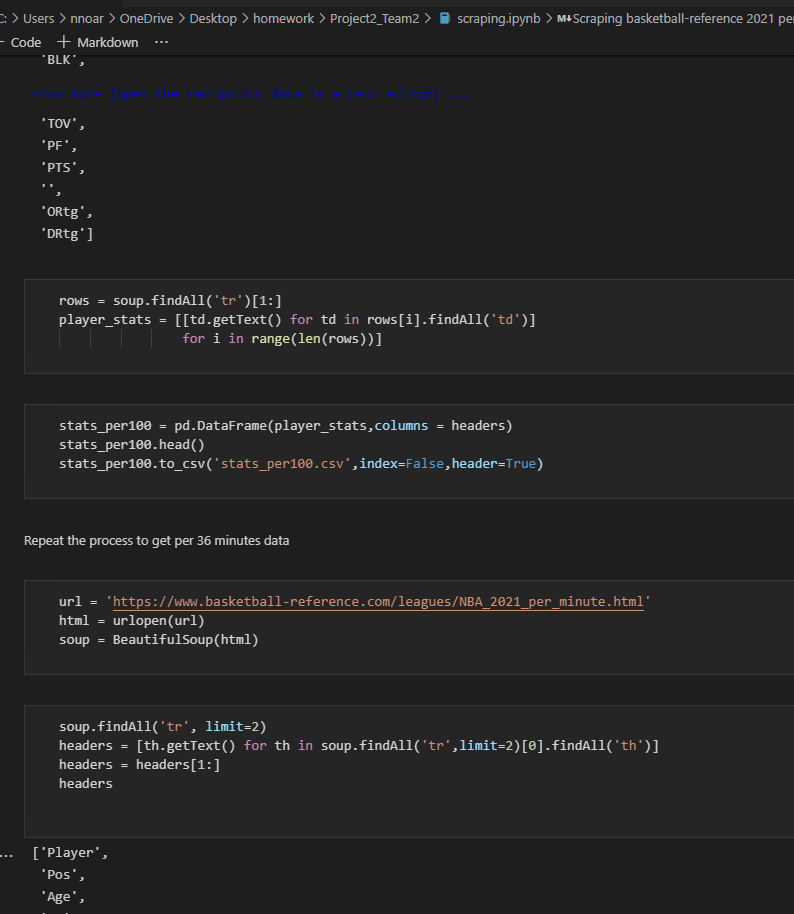 C: > Users > nnoar > OneDrive > Desktop > homework > Project2_Team2 > scraping.ipynb > M↓Scraping basketball-reference 2021 pe
Code + Markdown ...
'BLK',
show more (open the raw output data in a text editor) ...
'TOV',
'PF',
'PTS',
'',
'ORtg',
'DRtg']
rows = soup.findAll('tr')[1:]
player_stats = [[td.getText() for td in rows[i].findAll('td')]
for i in range(len(rows))]
stats_per100 = pd.DataFrame(player_stats,columns = headers)
stats_per100.head()
stats_per100.to_csv('stats_per100.csv',index=False,header=True)
Repeat the process to get per 36 minutes data
url = 'https://www.basketball-reference.com/leagues/NBA_2021_per_minute.html'
html = urlopen(url)
soup = BeautifulSoup(html)
soup.findAll('tr', limit=2)
headers = [th.getText() for th in soup.findAll('tr',limit=2)[0].findAll('th')]
headers = headers[1:]
headers
... ['Player',
'Pos',
'Age',